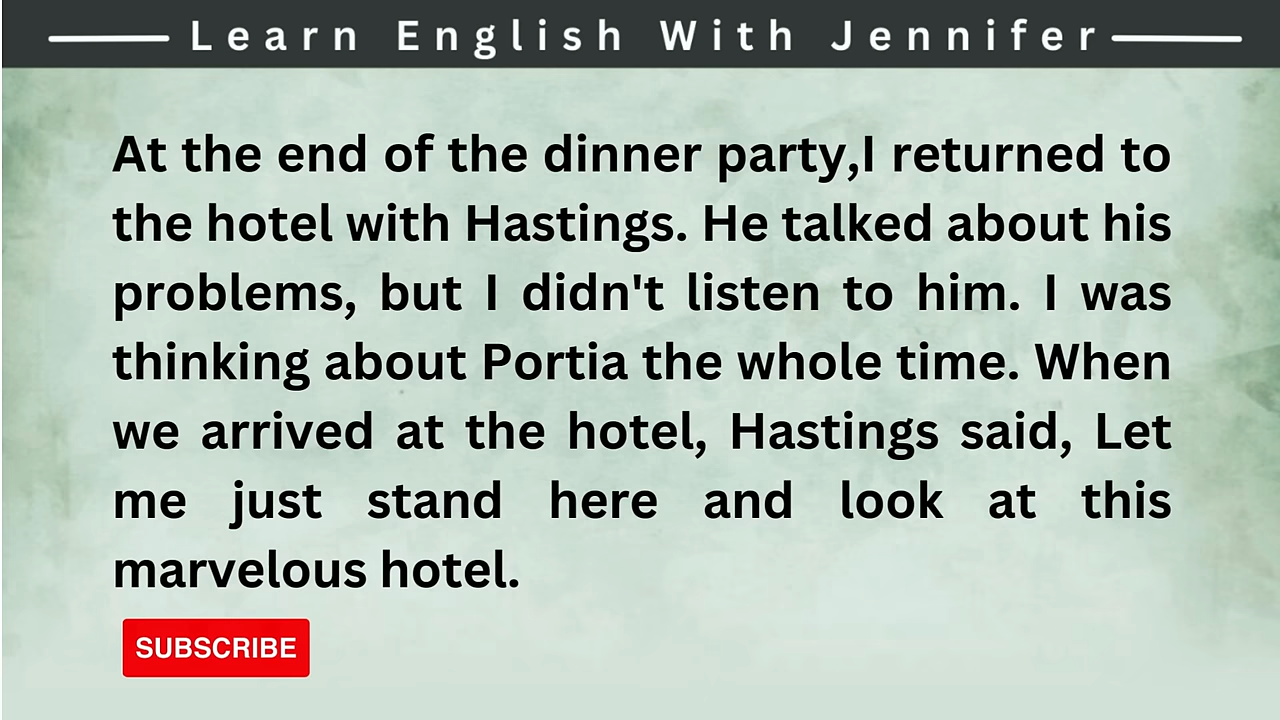 Learn English With Jennifer
At the end of the dinner party,I returned to
the hotel with Hastings. He talked about his
problems, but I didn't listen to him. I was
thinking about Portia the whole time. When
we arrived at the hotel, Hastings said, Let
me just stand here and look at this
marvelous hotel.
SUBSCRIBE